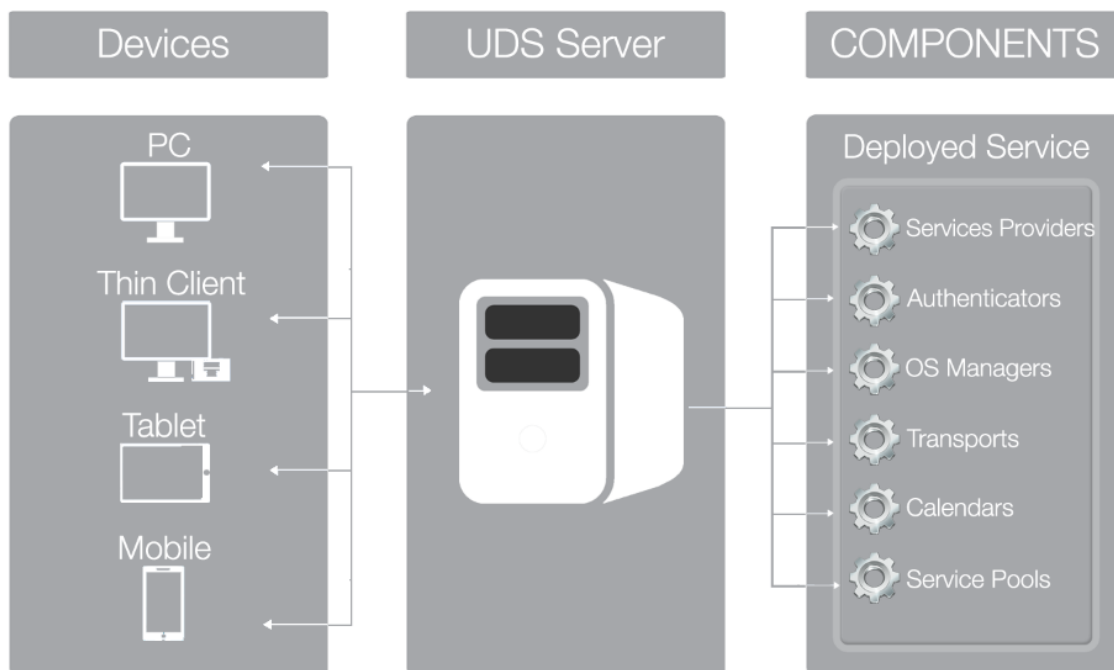 Devices
UDS Server
COMPONENTS
PC
Thin Client
Tablet
Mobile
Deployed Service
Services Providers
Authenticators
OS Managers
Transports
Calendars
Service Pools